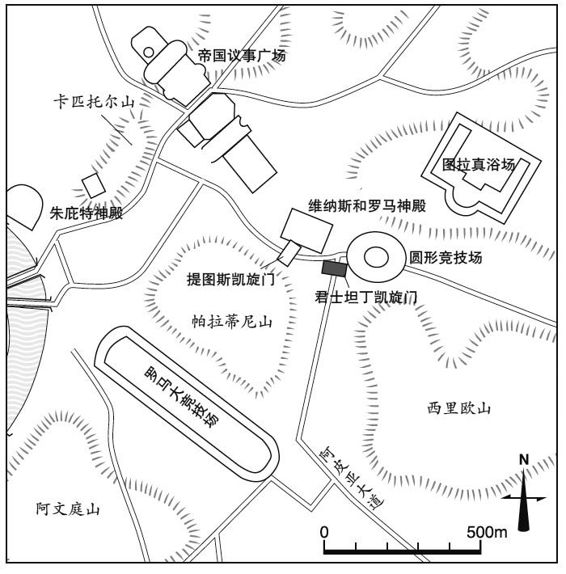 帝国议事广场
卡匹托尔山
图拉真浴场
朱庇特神殿
维纳斯和罗马神殿
圆形竞技场
提图斯凯旋门
君士坦丁凯旋门
帕拉蒂尼山
罗马大竞技场
西里欧山
阿皮亚大道
阿文庭山
N
0 500m